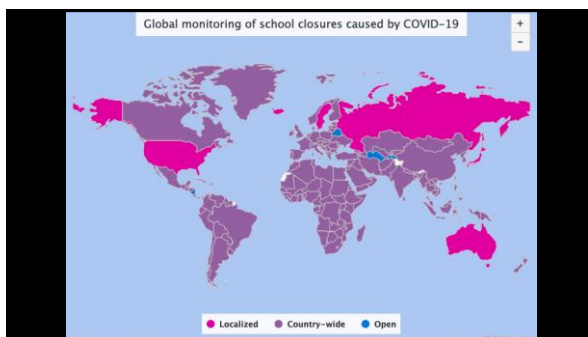 Global monitoring of school closures caused by COVID-19
+
-
Localized Country-wide Open